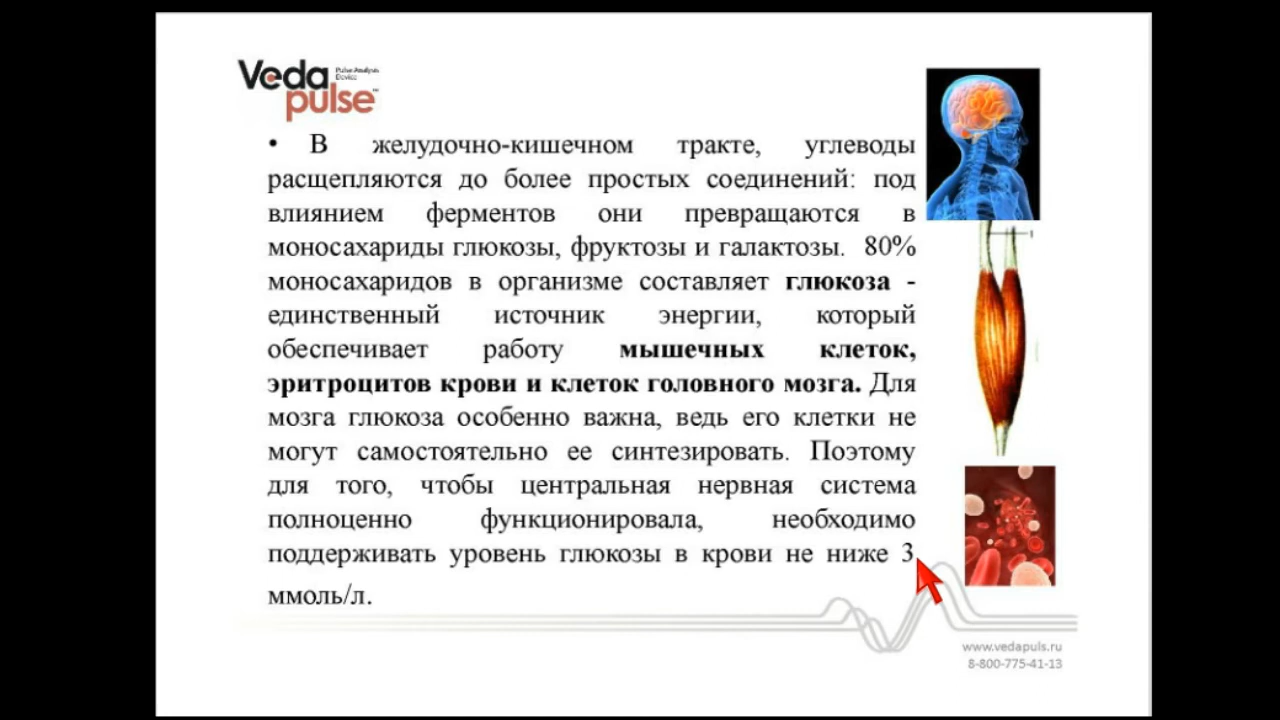 Veda
Pulse Analysis
Device
pulse™
• В желудочно-кишечном тракте, углеводы
расщепляются до более простых соединений: под
влиянием ферментов они превращаются в
моносахариды глюкозы, фруктозы и галактозы. 80%
моносахаридов в организме составляет глюкоза -
единственный источник энергии, который
обеспечивает работу мышечных клеток,
эритроцитов крови и клеток головного мозга. Для
мозга глюкоза особенно важна, ведь его клетки не
могут самостоятельно ее синтезировать. Поэтому
для того, чтобы центральная нервная система
полноценно функционировала, необходимо
поддерживать уровень глюкозы в крови не ниже 3
ммоль/л.
www.vedapuls.ru
8-800-775-41-13